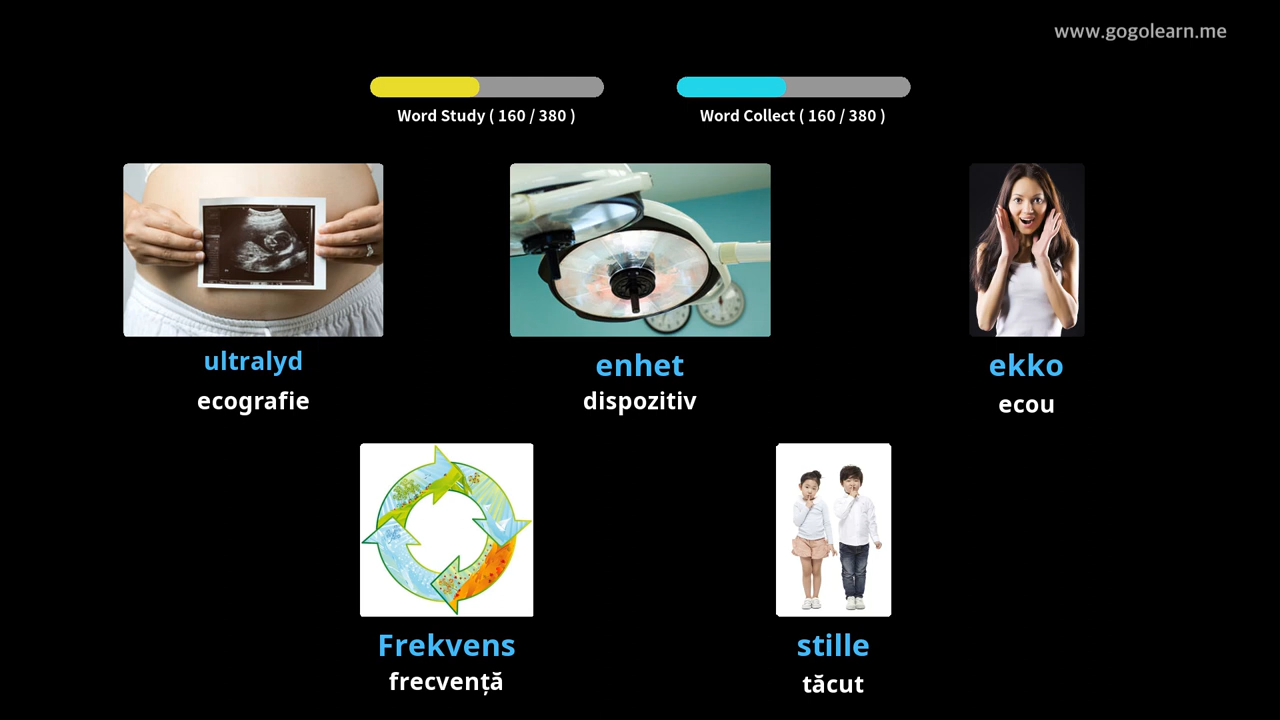 www.gogolearn.me
Word Study ( 160 / 380 )
Word Collect ( 160 / 380 )
ultralyd
ecografie
enhet
dispozitiv
ekko
ecou
Frekvens
frecvență
stille
tăcut